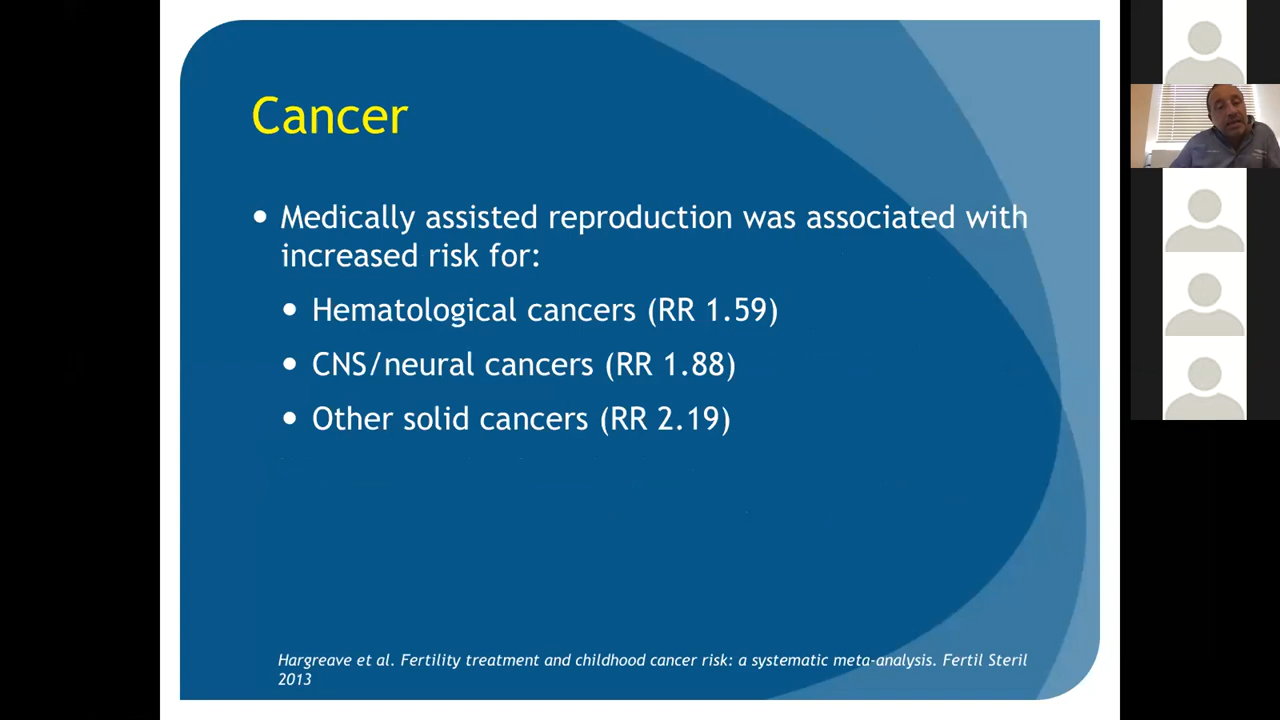 Cancer
• Medically assisted reproduction was associated with
increased risk for:
• Hematological cancers (RR 1.59)
• CNS/neural cancers (RR 1.88)
• Other solid cancers (RR 2.19)
Hargreave et al. Fertility treatment and childhood cancer risk: a systematic meta-analysis. Fertil Steril
2013